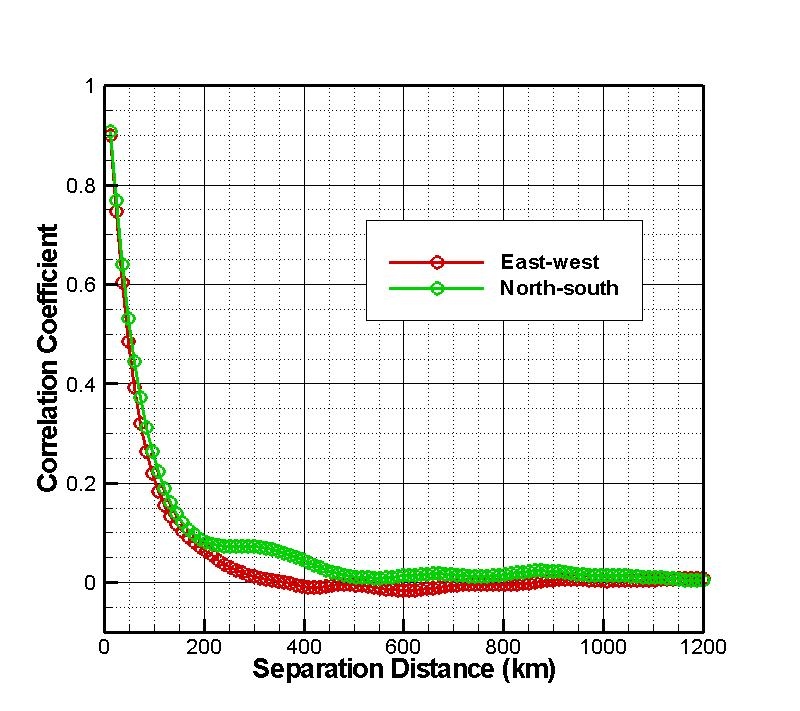 1
0.8
0.6
0.4
0.2
0
Correlation Coefficient
East-west
North-south
0 200 400 600 800 1000 1200
Separation Distance (km)